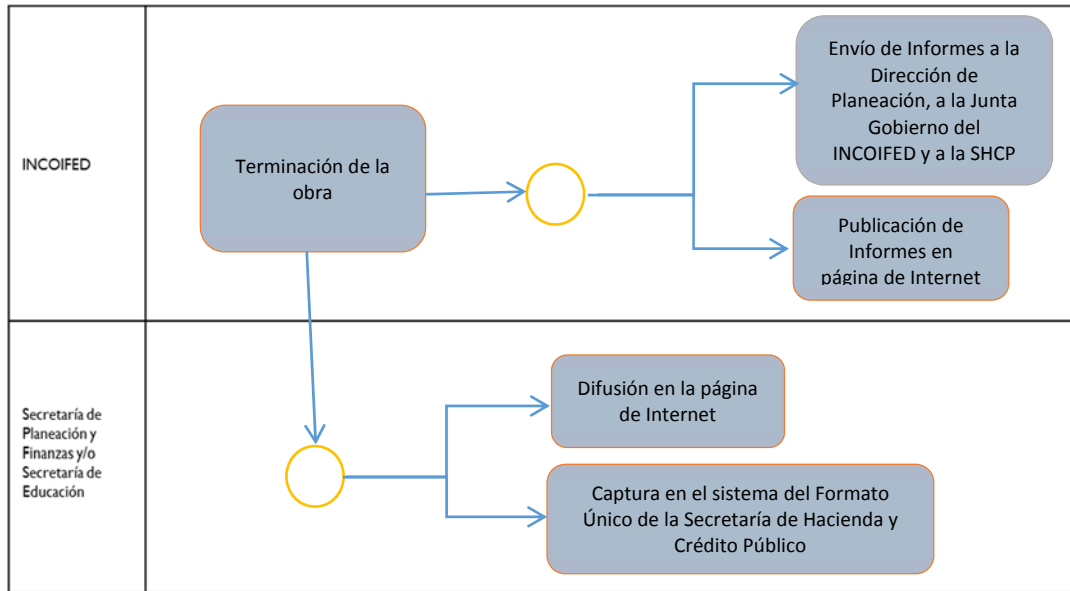 INCOIFED
Terminación de la
obra
Envío de Informes a la
Dirección de
Planeación, a la Junta
Gobierno del
INCOIFED y a la SHCP
Publicación de
Informes en
página de Internet
Secretaría de
Planeación y
Finanzas y/o
Secretaría de
Educación
Difusión en la página
de Internet
Captura en el sistema del Formato
Único de la Secretaría de Hacienda y
Crédito Público